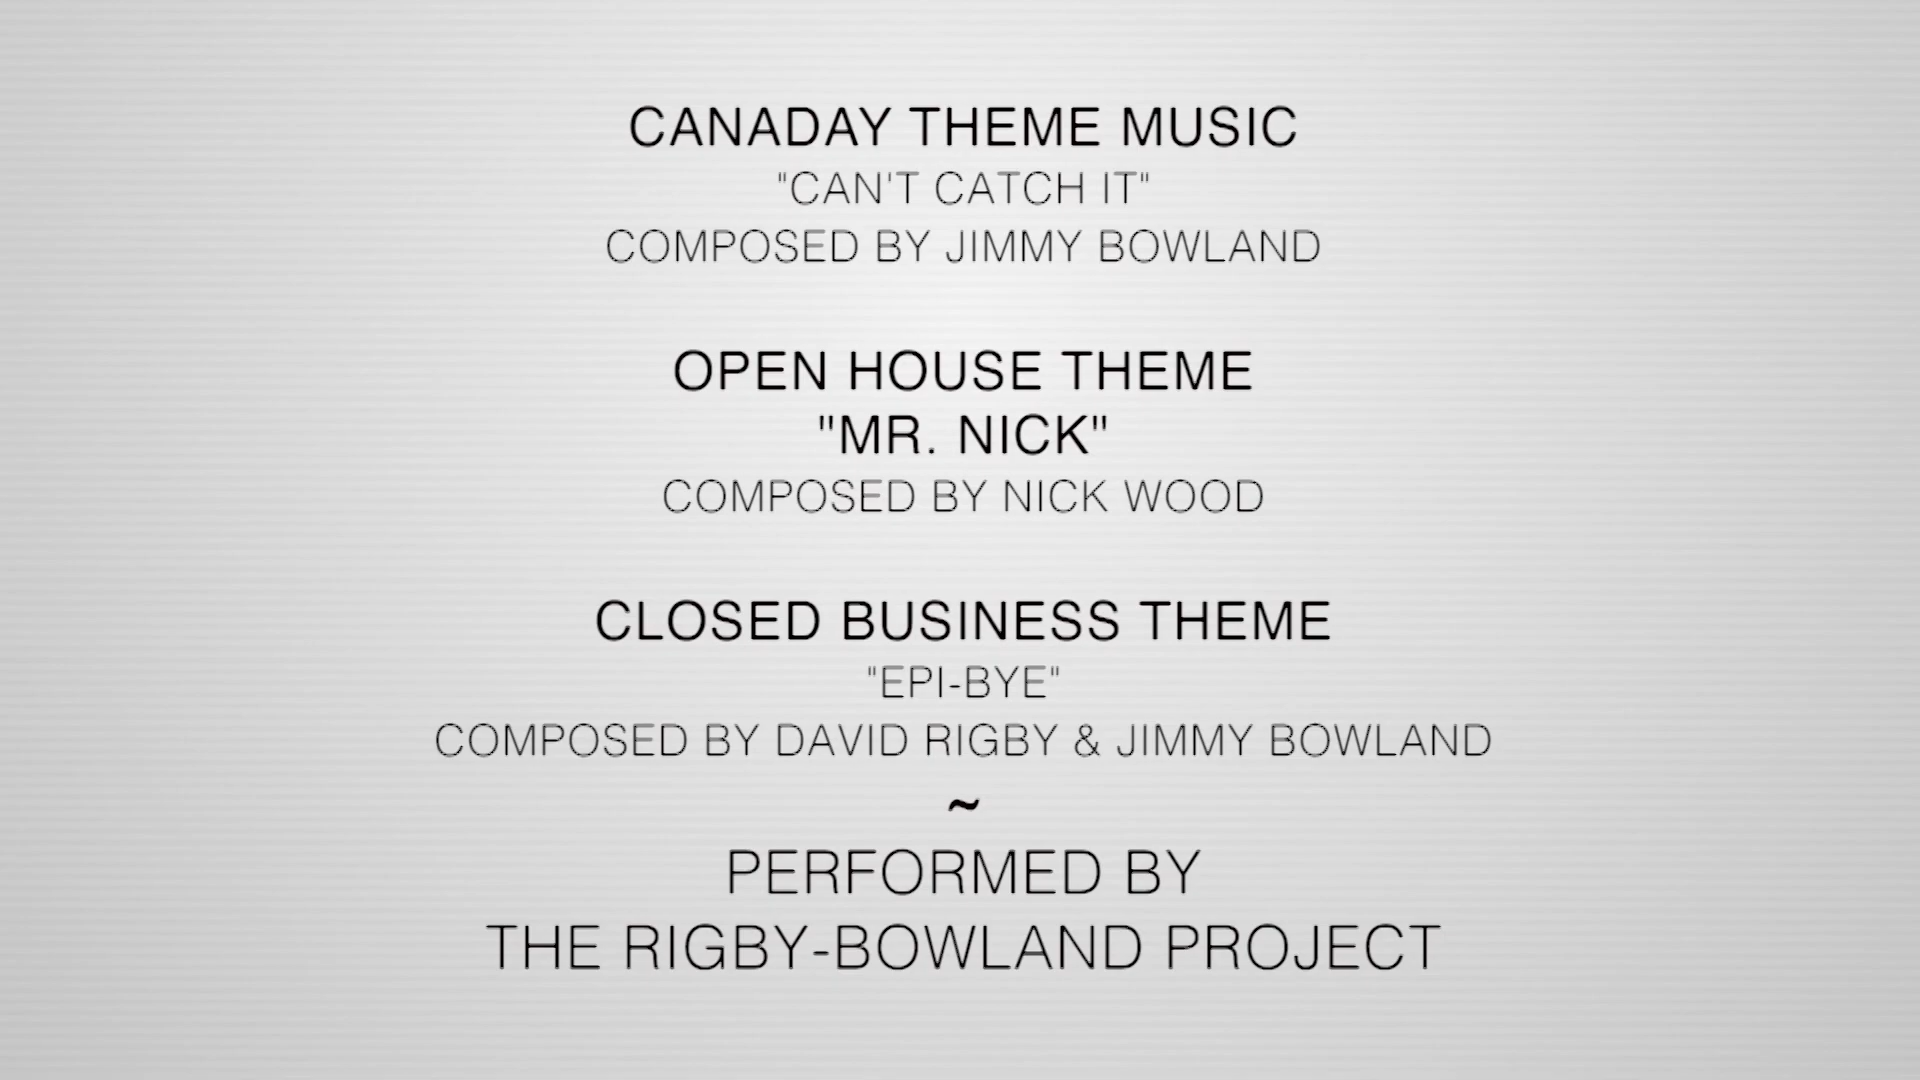 CANADAY THEME MUSIC
"CAN'T CATCH IT"
COMPOSED BY JIMMY BOWLAND
OPEN HOUSE THEME
"MR. NICK"
COMPOSED BY NICK WOOD
CLOSED BUSINESS THEME
"EPI-BYE"
COMPOSED BY DAVID RIGBY & JIMMY BOWLAND
~
PERFORMED BY
THE RIGBY-BOWLAND PROJECT